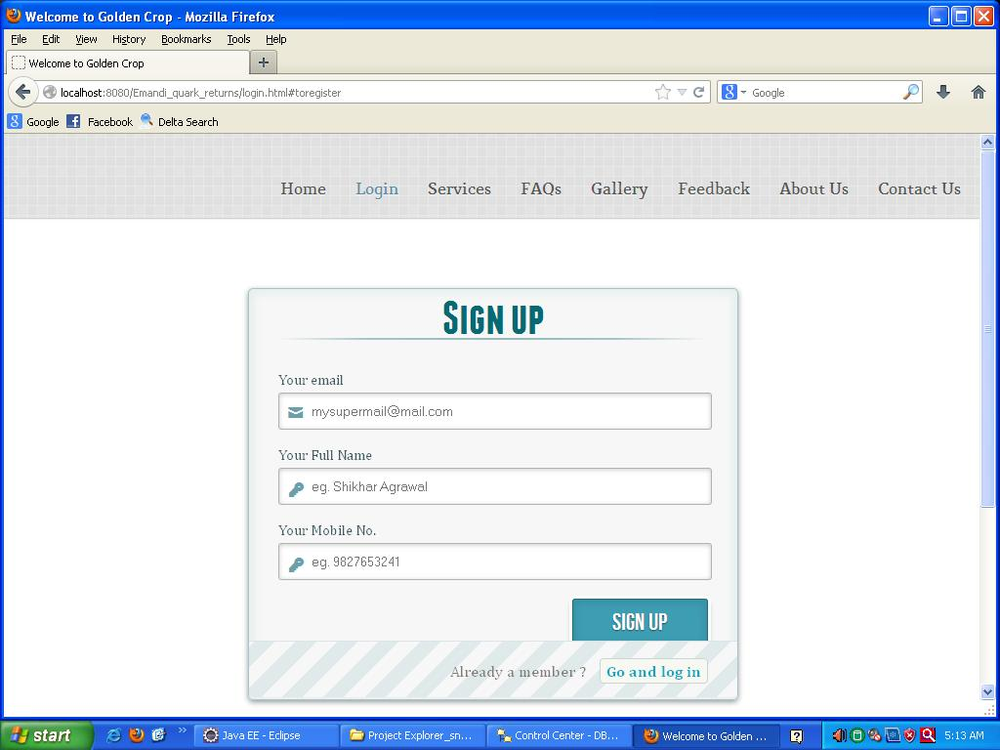 Welcome to Golden Crop - Mozilla Firefox
File Edit View History Bookmarks Tools Help
Welcome to Golden Crop +
localhost:8080/Emandi_quark_returns/login.html#toregister 8 Google
8 Google f Facebook Delta Search
Home Login Services FAQs Gallery Feedback About Us Contact Us
SIGN UP
Your email
mysupermail@mail.com
Your Full Name
eg. Shikhar Agrawal
Your Mobile No.
eg. 9827653241
SIGN UP
Already a member ? Go and log in
start » Java EE - Eclipse Project Explorer_sn... Control Center - DB... Welcome to Golden ... ? 5:13 AM